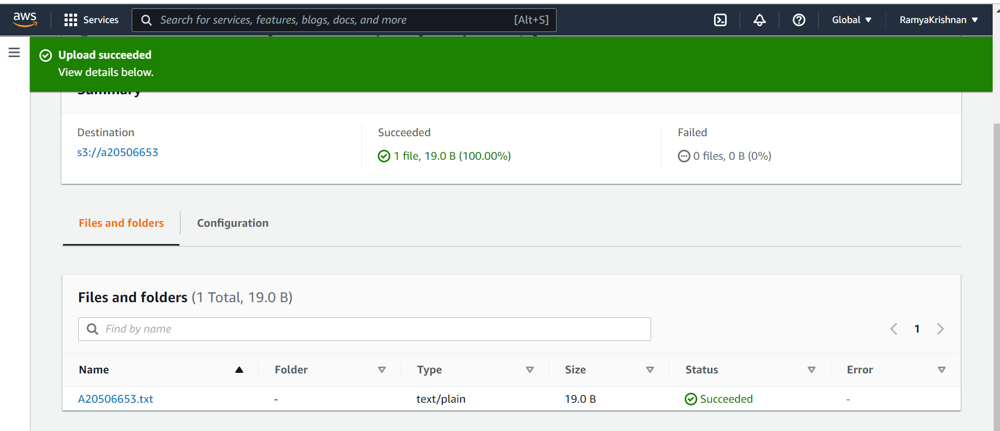 aws
Services
Search for services, features, blogs, docs, and more
[Alt+S]
Global
RamyaKrishnan
Upload succeeded
View details below.
Summary
Destination
Succeeded
Failed
s3://a20506653
1 file, 19.0 B (100.00%)
0 files, 0 B (0%)
Files and folders
Configuration
Files and folders (1 Total, 19.0 B)
Find by name
1
Name
Folder
Type
Size
Status
Error
A20506653.txt
-
text/plain
19.0 B
Succeeded
-